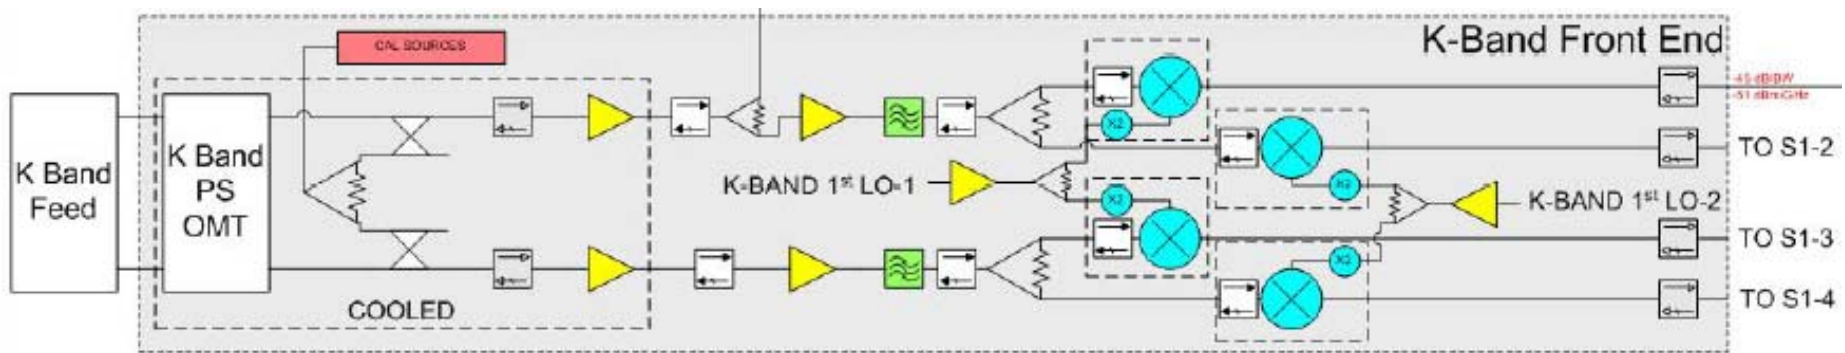 K-Band Front End
CAL SOURCES
K Band
Feed
K Band
PS
OMT
COOLED
K-BAND 1st LO-1
X2
X2
X2
X2
K-BAND 1st LO-2
TO S1-2
TO S1-3
TO S1-4